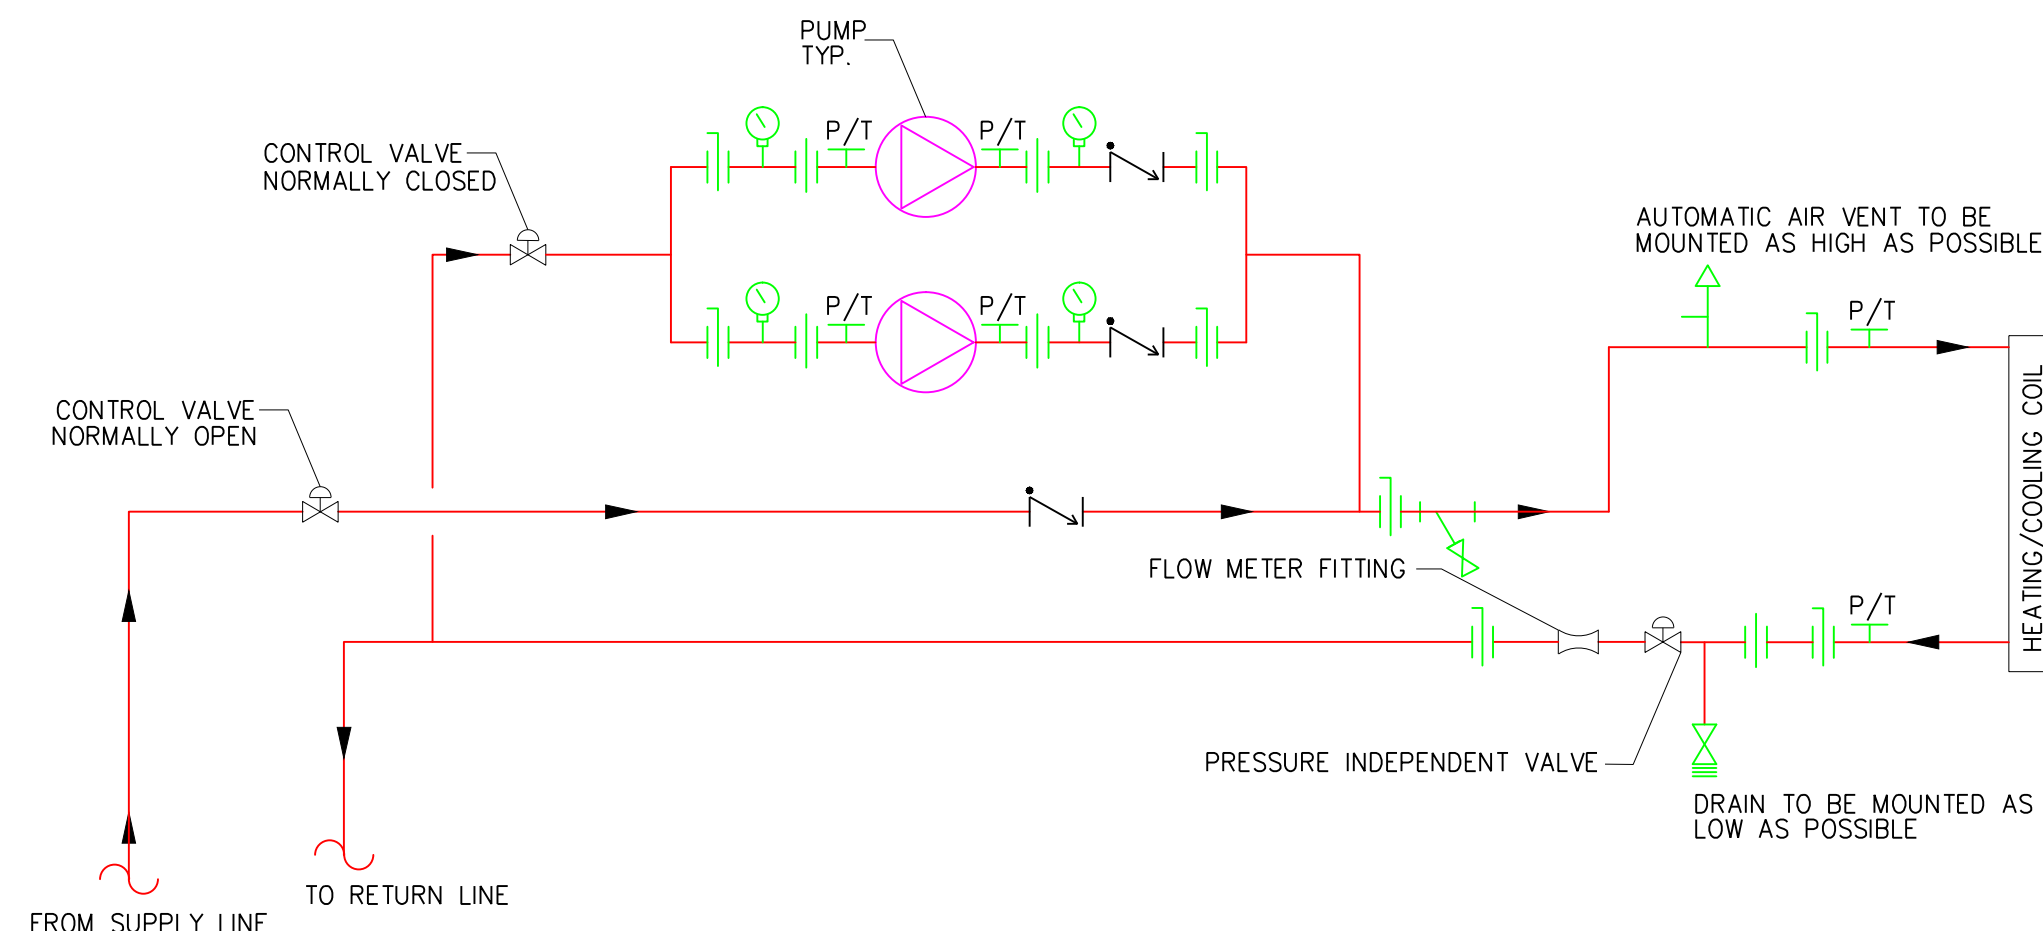 PUMP
TYP.
CONTROL VALVE
NORMALLY CLOSED
P/T
P/T
AUTOMATIC AIR VENT TO BE
MOUNTED AS HIGH AS POSSIBLE
P/T
P/T
P/T
CONTROL VALVE
NORMALLY OPEN
HEATING/COOLING COIL
FLOW METER FITTING
P/T
PRESSURE INDEPENDENT VALVE
DRAIN TO BE MOUNTED AS
LOW AS POSSIBLE
TO RETURN LINE
FROM SUPPLY LINE